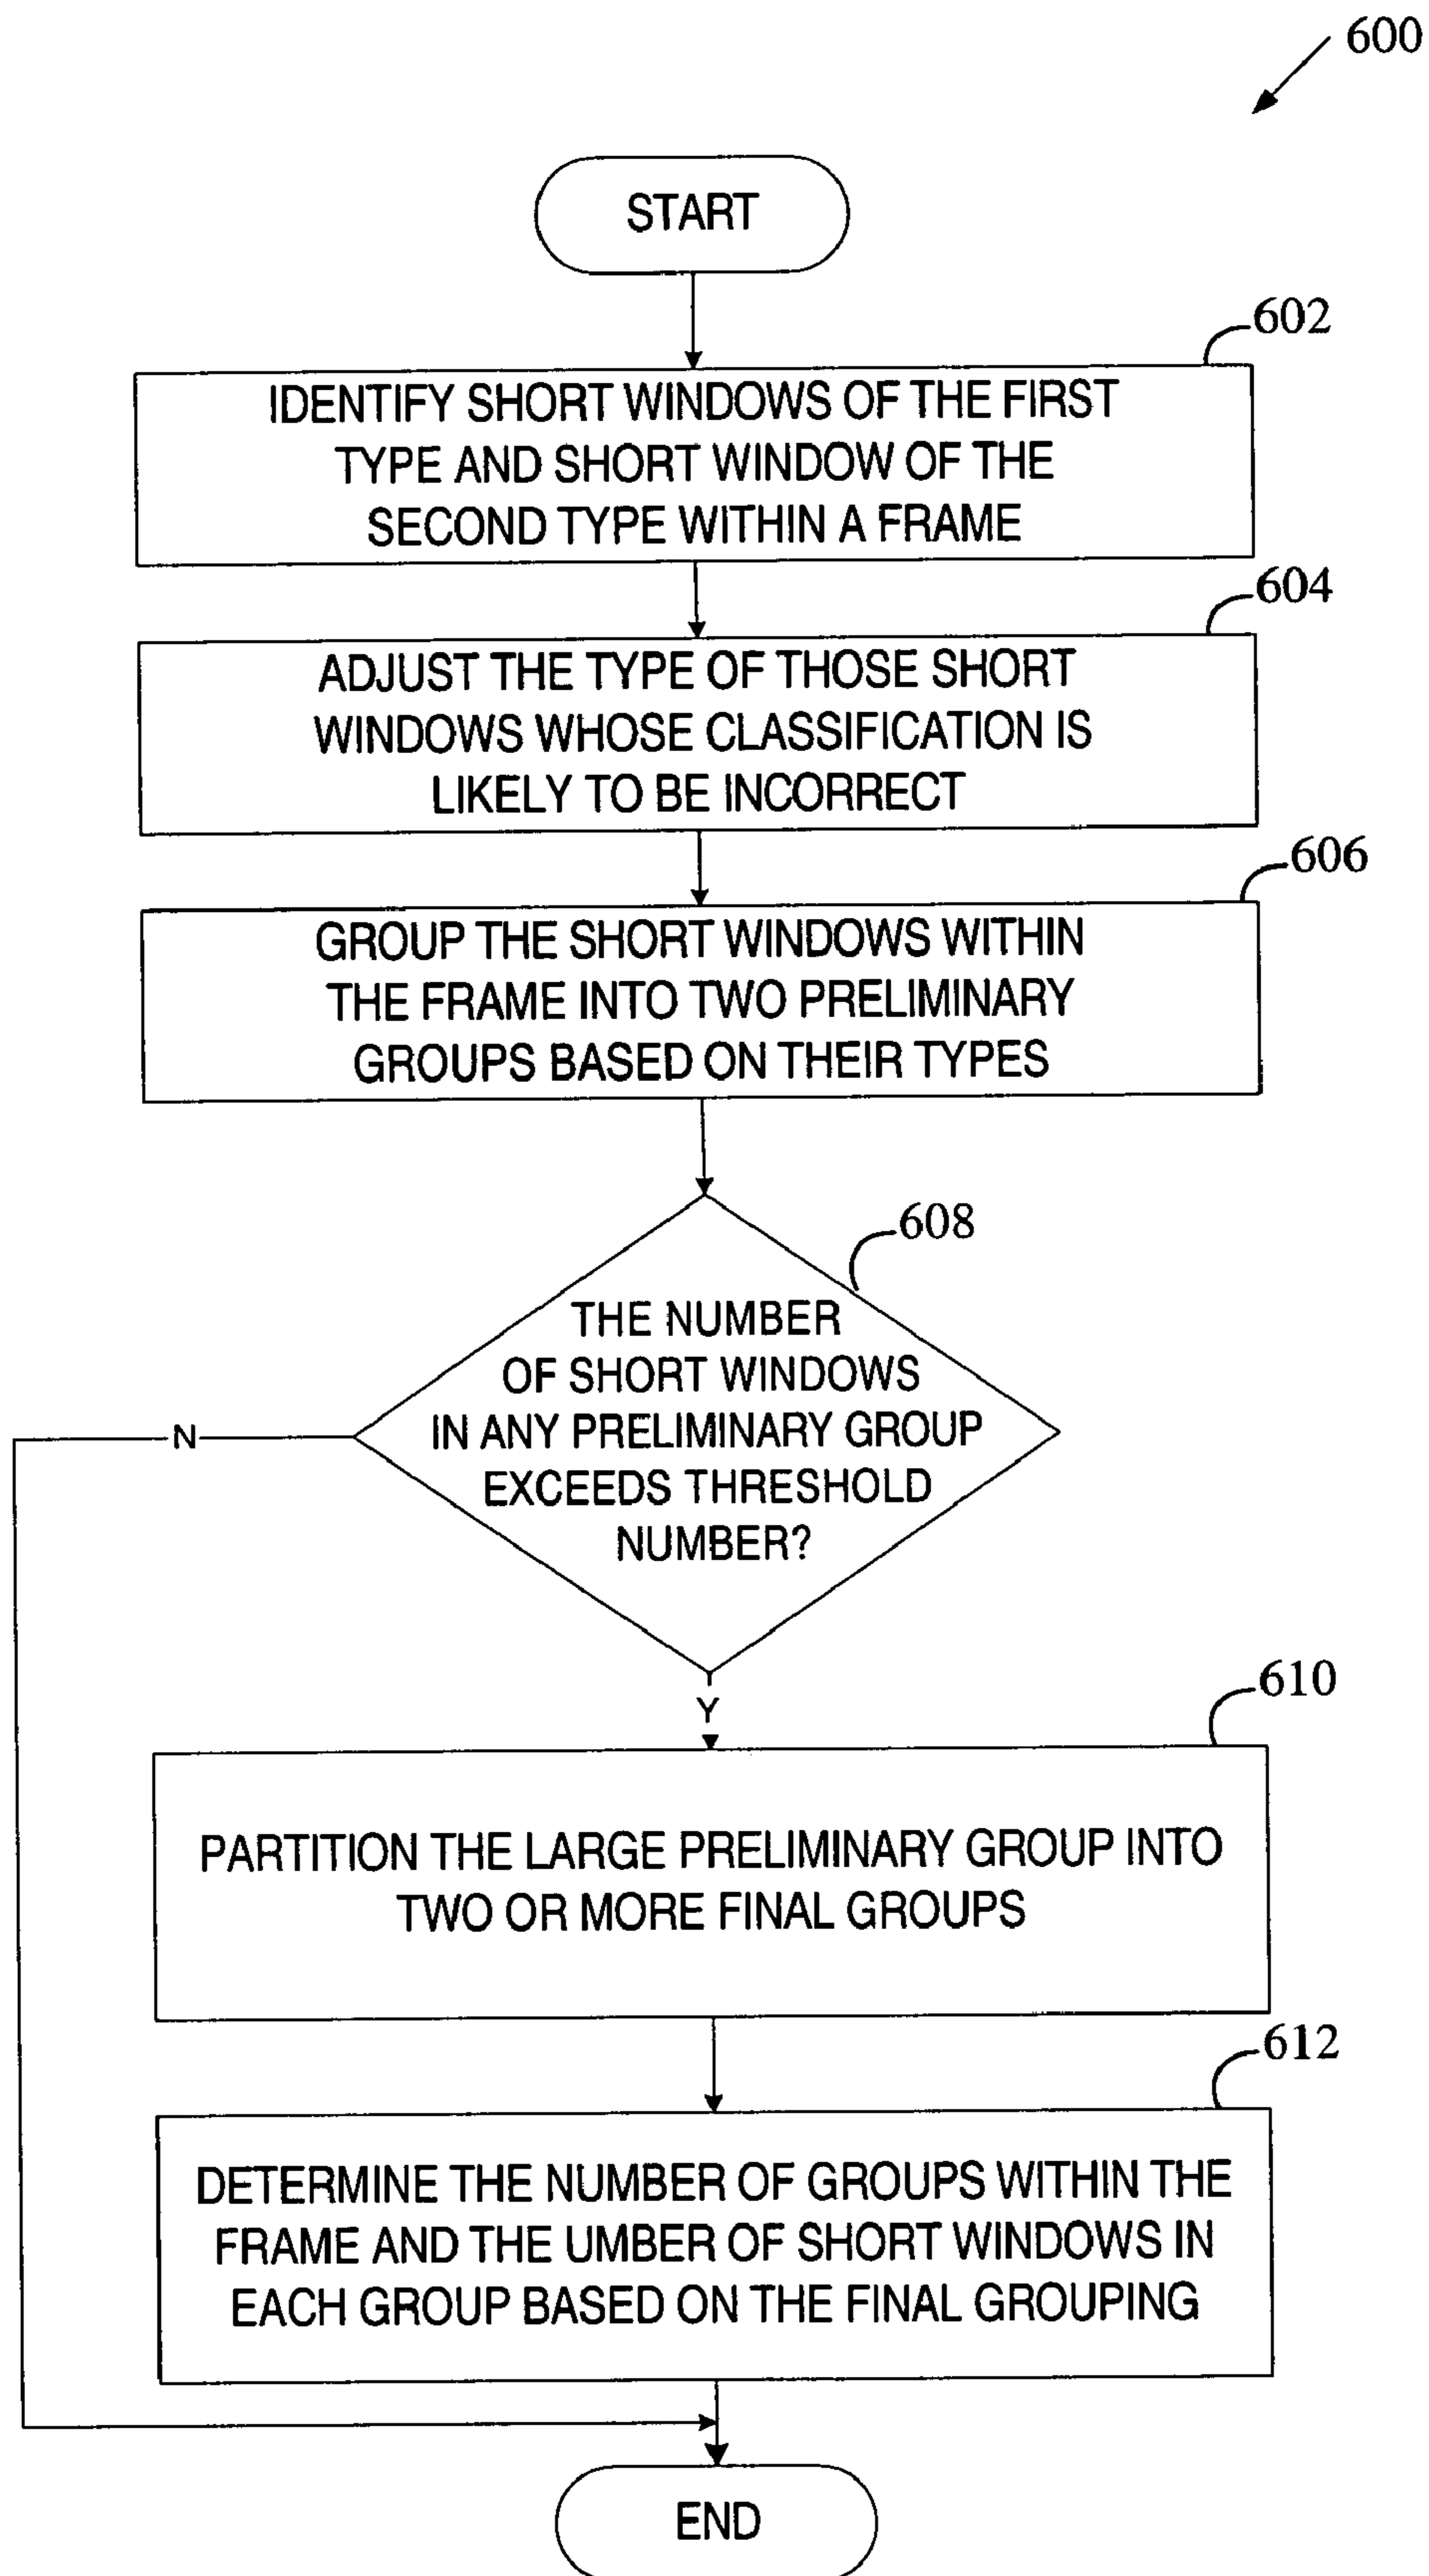 600
START
602
IDENTIFY SHORT WINDOWS OF THE FIRST
TYPE AND SHORT WINDOW OF THE
SECOND TYPE WITHIN A FRAME
604
ADJUST THE TYPE OF THOSE SHORT
WINDOWS WHOSE CLASSIFICATION IS
LIKELY TO BE INCORRECT
606
GROUP THE SHORT WINDOWS WITHIN
THE FRAME INTO TWO PRELIMINARY
GROUPS BASED ON THEIR TYPES
608
THE NUMBER
OF SHORT WINDOWS
IN ANY PRELIMINARY GROUP
EXCEEDS THRESHOLD
NUMBER?
N
Y
610
PARTITION THE LARGE PRELIMINARY GROUP INTO
TWO OR MORE FINAL GROUPS
612
DETERMINE THE NUMBER OF GROUPS WITHIN THE
FRAME AND THE UMBER OF SHORT WINDOWS IN
EACH GROUP BASED ON THE FINAL GROUPING
END